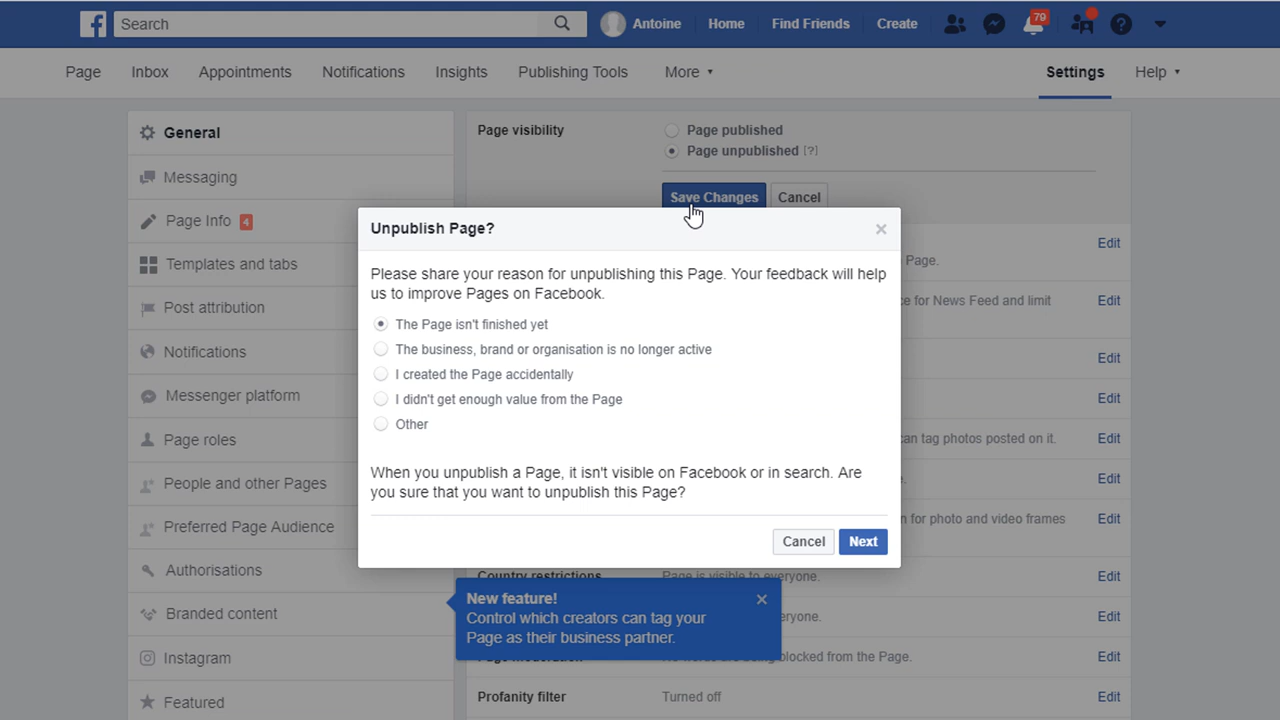 Search
Antoine
Home
Find Friends
Create
79
Page
Inbox
Appointments
Notifications
Insights
Publishing Tools
More
Settings
Help
General
Messaging
Page Info 4
Templates and tabs
Post attribution
Notifications
Messenger platform
Page roles
People and other Pages
Preferred Page Audience
Authorisations
Branded content
Instagram
Featured
Page visibility
Page published
Page unpublished [?]
Save Changes
Cancel
Unpublish Page?
Please share your reason for unpublishing this Page. Your feedback will help
us to improve Pages on Facebook.
The Page isn't finished yet
The business, brand or organisation is no longer active
I created the Page accidentally
I didn't get enough value from the Page
Other
When you unpublish a Page, it isn't visible on Facebook or in search. Are
you sure that you want to unpublish this Page?
Cancel
Next
Edit
Page.
ce for News Feed and limit
Edit
Edit
Edit
can tag photos posted on it.
Edit
Edit
n for photo and video frames
Edit
Country restrictions
Page is visible to everyone.
Edit
New feature!
Control which creators can tag your
Page as their business partner.
eryone.
Edit
Page moderation
blocked from the Page.
Edit
Profanity filter
Turned off
Edit